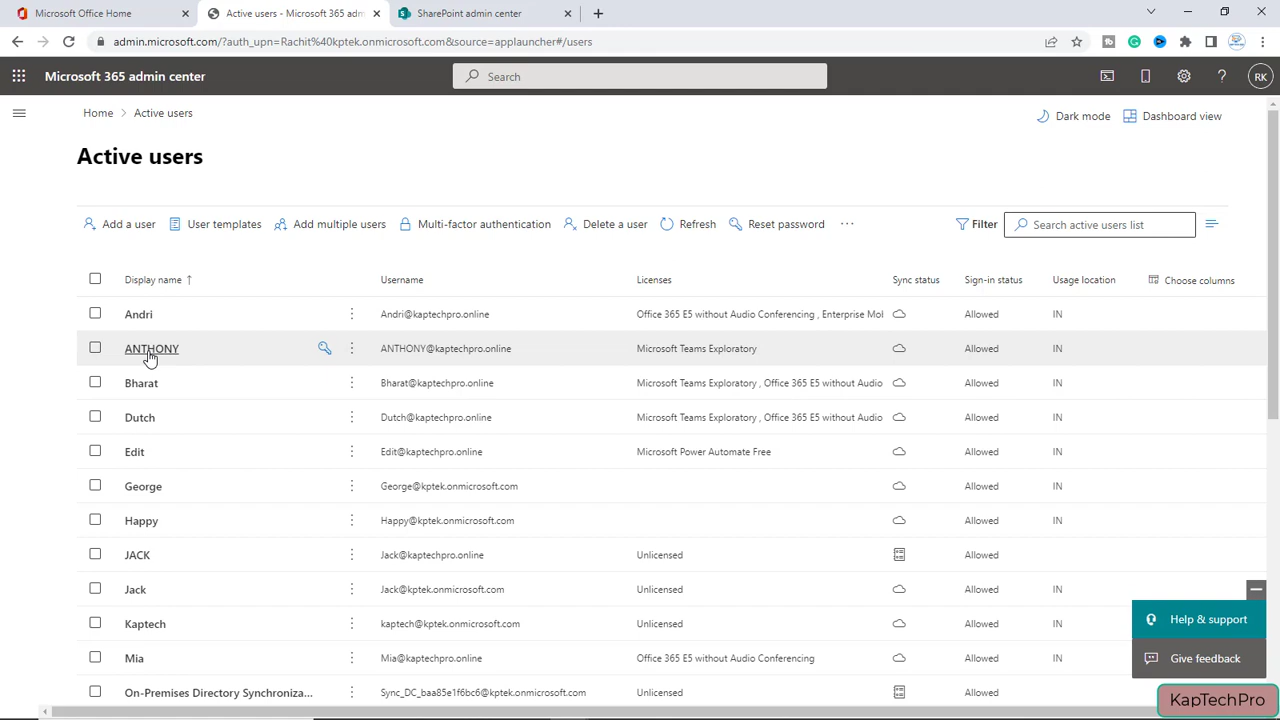 Microsoft Office Home
Active users - Microsoft 365 admi
SharePoint admin center
admin.microsoft.com/?auth_upn=Rachit%40kptek.onmicrosoft.com&source=applauncher#/users
Microsoft 365 admin center
Search
RK
Home > Active users
Dark mode
Dashboard view
Active users
Add a user
User templates
Add multiple users
Multi-factor authentication
Delete a user
Refresh
Reset password
Filter
Search active users list
Display name ↑ Username Licenses Sync status Sign-in status Usage location Choose columns
Andri Andri@kaptechpro.online Office 365 E5 without Audio Conferencing , Enterprise Mol Allowed IN
ANTHONY ANTHONY@kaptechpro.online Microsoft Teams Exploratory Allowed IN
Bharat Bharat@kaptechpro.online Microsoft Teams Exploratory , Office 365 E5 without Audio Allowed IN
Dutch Dutch@kaptechpro.online Microsoft Teams Exploratory , Office 365 E5 without Audio Allowed IN
Edit Edit@kaptechpro.online Microsoft Power Automate Free Allowed IN
George George@kptek.onmicrosoft.com Allowed IN
Happy Happy@kptek.onmicrosoft.com Allowed IN
JACK Jack@kaptechpro.online Unlicensed Allowed
Jack Jack@kptek.onmicrosoft.com Unlicensed Allowed IN
Kaptech kaptech@kptek.onmicrosoft.com Unlicensed Allowed IN
Mia Mia@kaptechpro.online Office 365 E5 without Audio Conferencing Allowed IN
On-Premises Directory Synchroniza... Sync_DC_baa85e1f6bc6@kptek.onmicrosoft.com Unlicensed Allowed
Help & support
Give feedback
KapTechPro